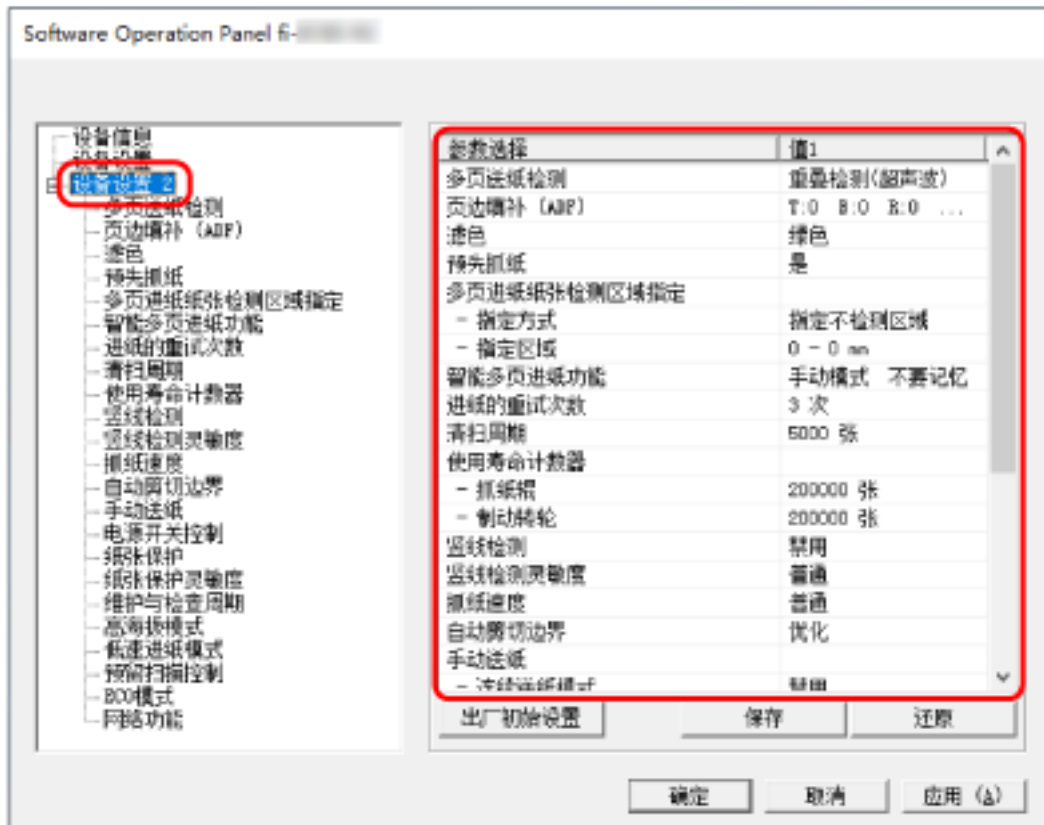 Software Operation Panel fi-
设备信息
设备设置
设备设置 2
多页送纸检测
页边填补 (ADF)
滤色
预先抓纸
多页进纸纸张检测区域指定
智能多页进纸功能
进纸的重试次数
清扫周期
使用寿命计数器
竖线检测
竖线检测灵敏度
抓纸速度
自动剪切边界
手动送纸
电源开关控制
纸张保护
纸张保护灵敏度
维护与检查周期
高海拔模式
低速进纸模式
预留扫描控制
ECO模式
网络功能
参数选择 值1
多页送纸检测 重叠检测(超声波)
页边填补 (ADF) T:0 B:0 R:0 ...
滤色 绿色
预先抓纸 是
多页进纸纸张检测区域指定
- 指定方式 指定不检测区域
- 指定区域 0 - 0 mm
智能多页进纸功能 手动模式 不要记忆
进纸的重试次数 3 次
清扫周期 5000 张
使用寿命计数器
- 抓纸辊 200000 张
- 制动转轮 200000 张
竖线检测 禁用
竖线检测灵敏度 普通
抓纸速度 普通
自动剪切边界 优化
手动送纸
- 连续送纸模式 禁用
出厂初始设置 保存 还原
确定 取消 应用 (A)